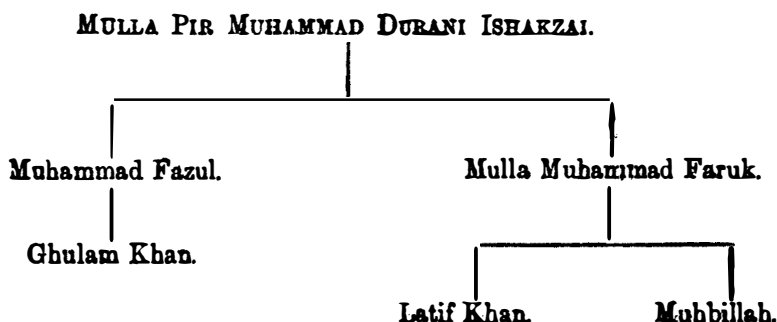 MULLA PIR MUHAMMAD DURANI ISHAKZAI.
Muhammad Fazul. Mulla Muhammad Faruk.
Ghulam Khan.
Latif Khan. Muhbillah.